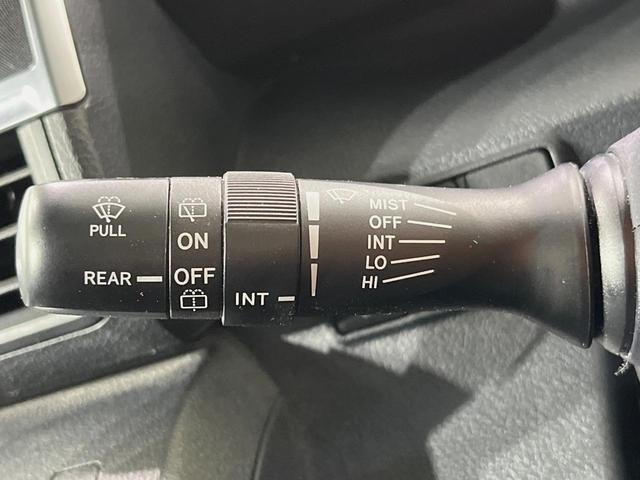 PULL
REAR
ON
OFF
INT
MIST
OFF
INT
LO
HI